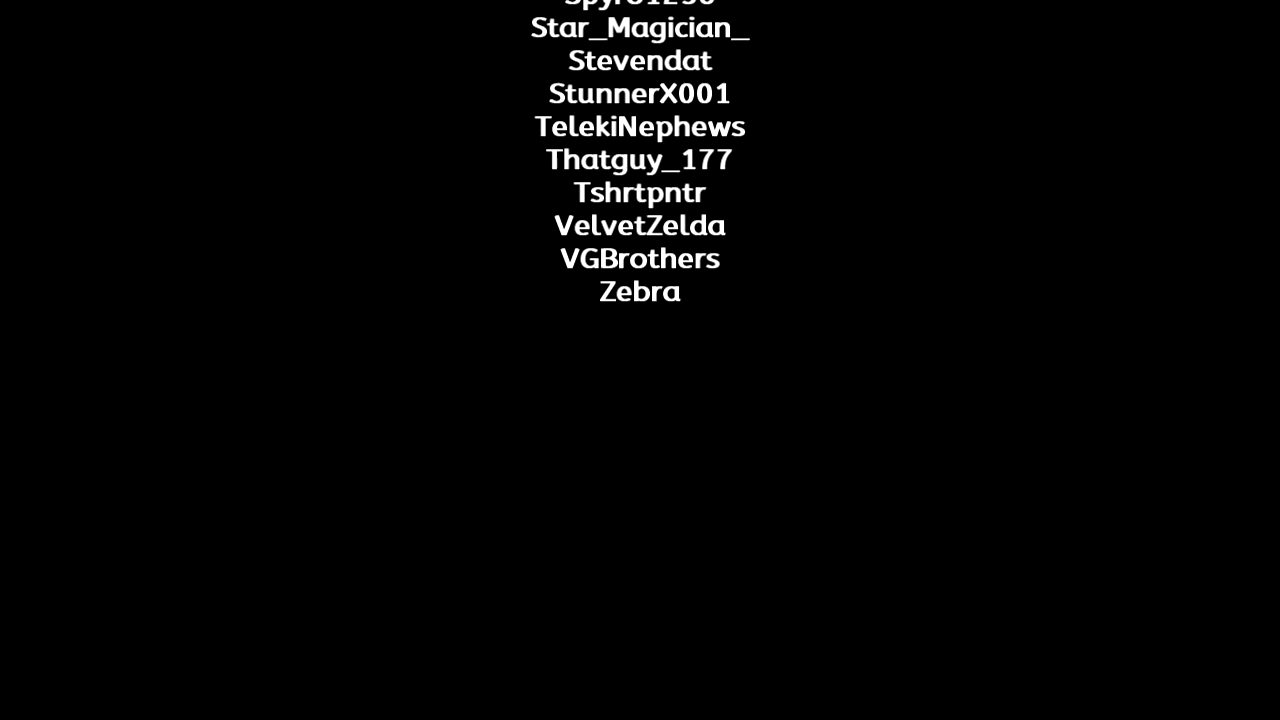 Star_Magician_
Stevendat
StunnerX001
TelekiNephews
Thatguy_177
Tshrtpntr
VelvetZelda
VGBrothers
Zebra